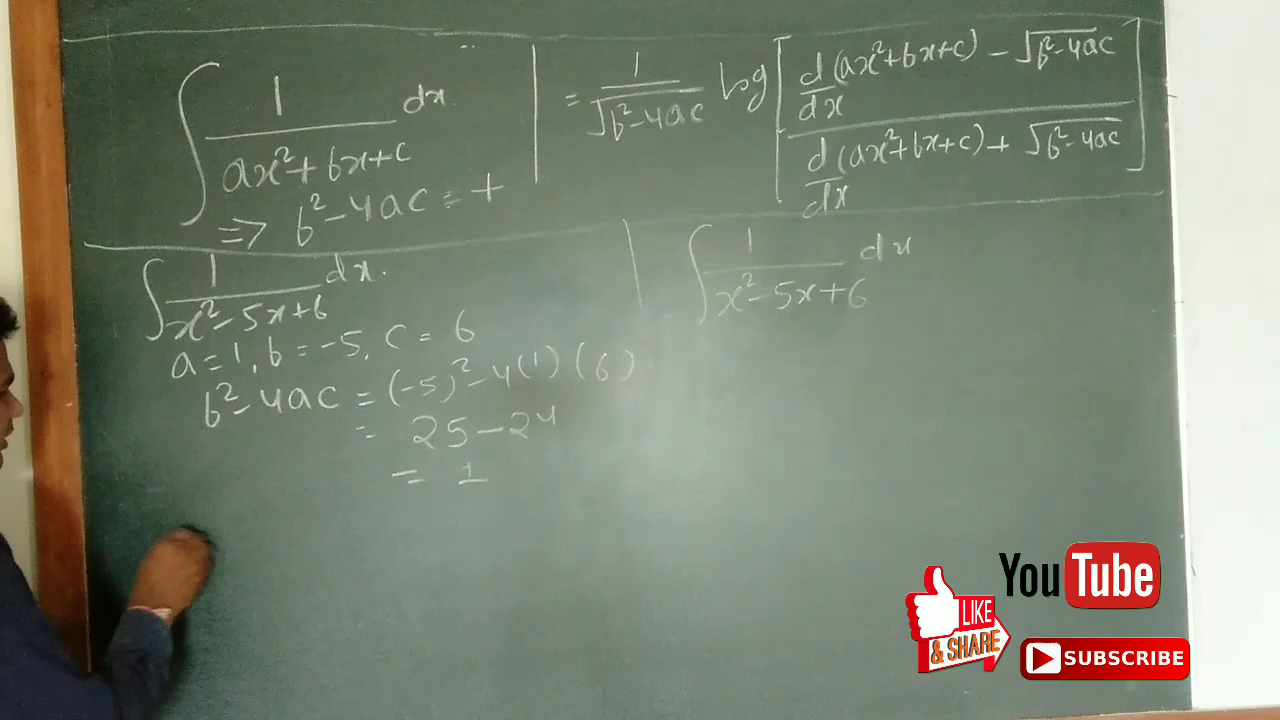 ∫ 1/(ax²+bx+c) dx = 1/√(b²-4ac) log [ (d/dx (ax²+bx+c) - √(b²-4ac)) / (d/dx (ax²+bx+c) + √(b²-4ac)) ]
⇒ b²-4ac = +
∫ 1/(x²-5x+6) dx.
a=1, b=-5, c=6
b²-4ac = (-5)²-4(1)(6)
= 25-24
= 1
∫ 1/(x²-5x+6) dx
YouTube
LIKE
& SHARE
SUBSCRIBE